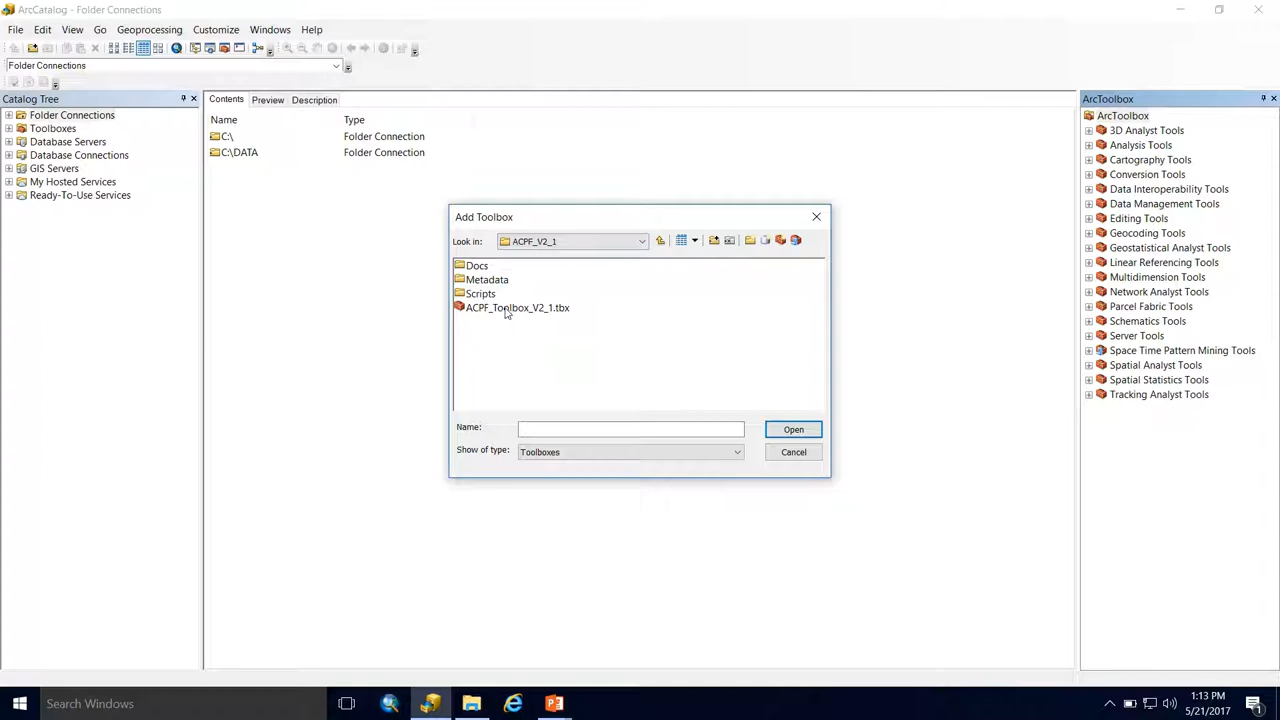 ArcCatalog - Folder Connections
File Edit View Go Geoprocessing Customize Windows Help
Folder Connections
Catalog Tree
Folder Connections
Toolboxes
Database Servers
Database Connections
GIS Servers
My Hosted Services
Ready-To-Use Services
Contents Preview Description
Name Type
C:\ Folder Connection
C:\DATA Folder Connection
Add Toolbox
Look in: ACPF_V2_1
Docs
Metadata
Scripts
ACPF_Toolbox_V2_1.tbx
Name: Open
Show of type: Toolboxes Cancel
ArcToolbox
ArcToolbox
3D Analyst Tools
Analysis Tools
Cartography Tools
Conversion Tools
Data Interoperability Tools
Data Management Tools
Editing Tools
Geocoding Tools
Geostatistical Analyst Tools
Linear Referencing Tools
Multidimension Tools
Network Analyst Tools
Parcel Fabric Tools
Schematics Tools
Server Tools
Space Time Pattern Mining Tools
Spatial Analyst Tools
Spatial Statistics Tools
Tracking Analyst Tools
Search Windows
1:13 PM
5/21/2017
1